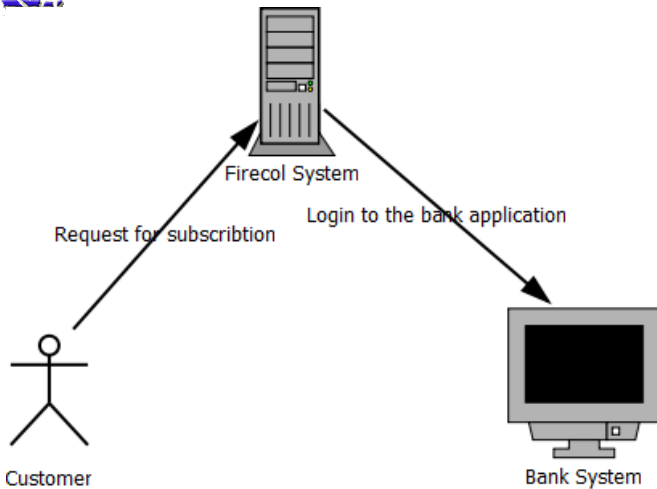 Firecol System
Login to the bank application
Request for subscribtion
Customer
Bank System